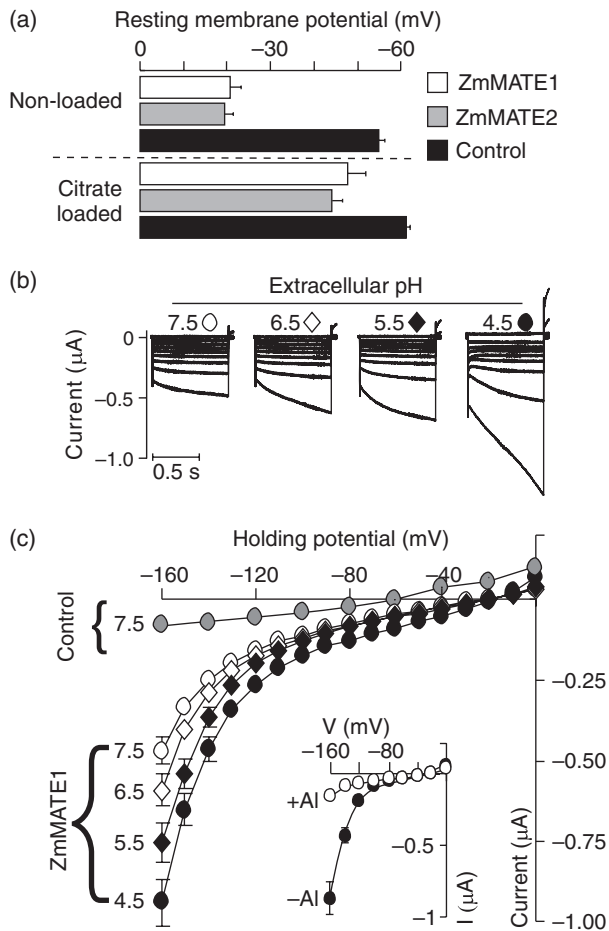 (a) Resting membrane potential (mV)
0 −30 −60
Non-loaded
Citrate
loaded
ZmMATE1
ZmMATE2
Control
(b) Extracellular pH
7.5 6.5 5.5 4.5
Current (μA)
0
−0.5
−1.0
0.5 s
(c) Holding potential (mV)
−160 −120 −80 −40
Control
7.5
ZmMATE1
7.5
6.5
5.5
4.5
−0.25
−0.50
−0.75
−1.00
Current (μA)
V (mV)
−160 −80
+Al
−Al
−0.5
−1
I (μA)